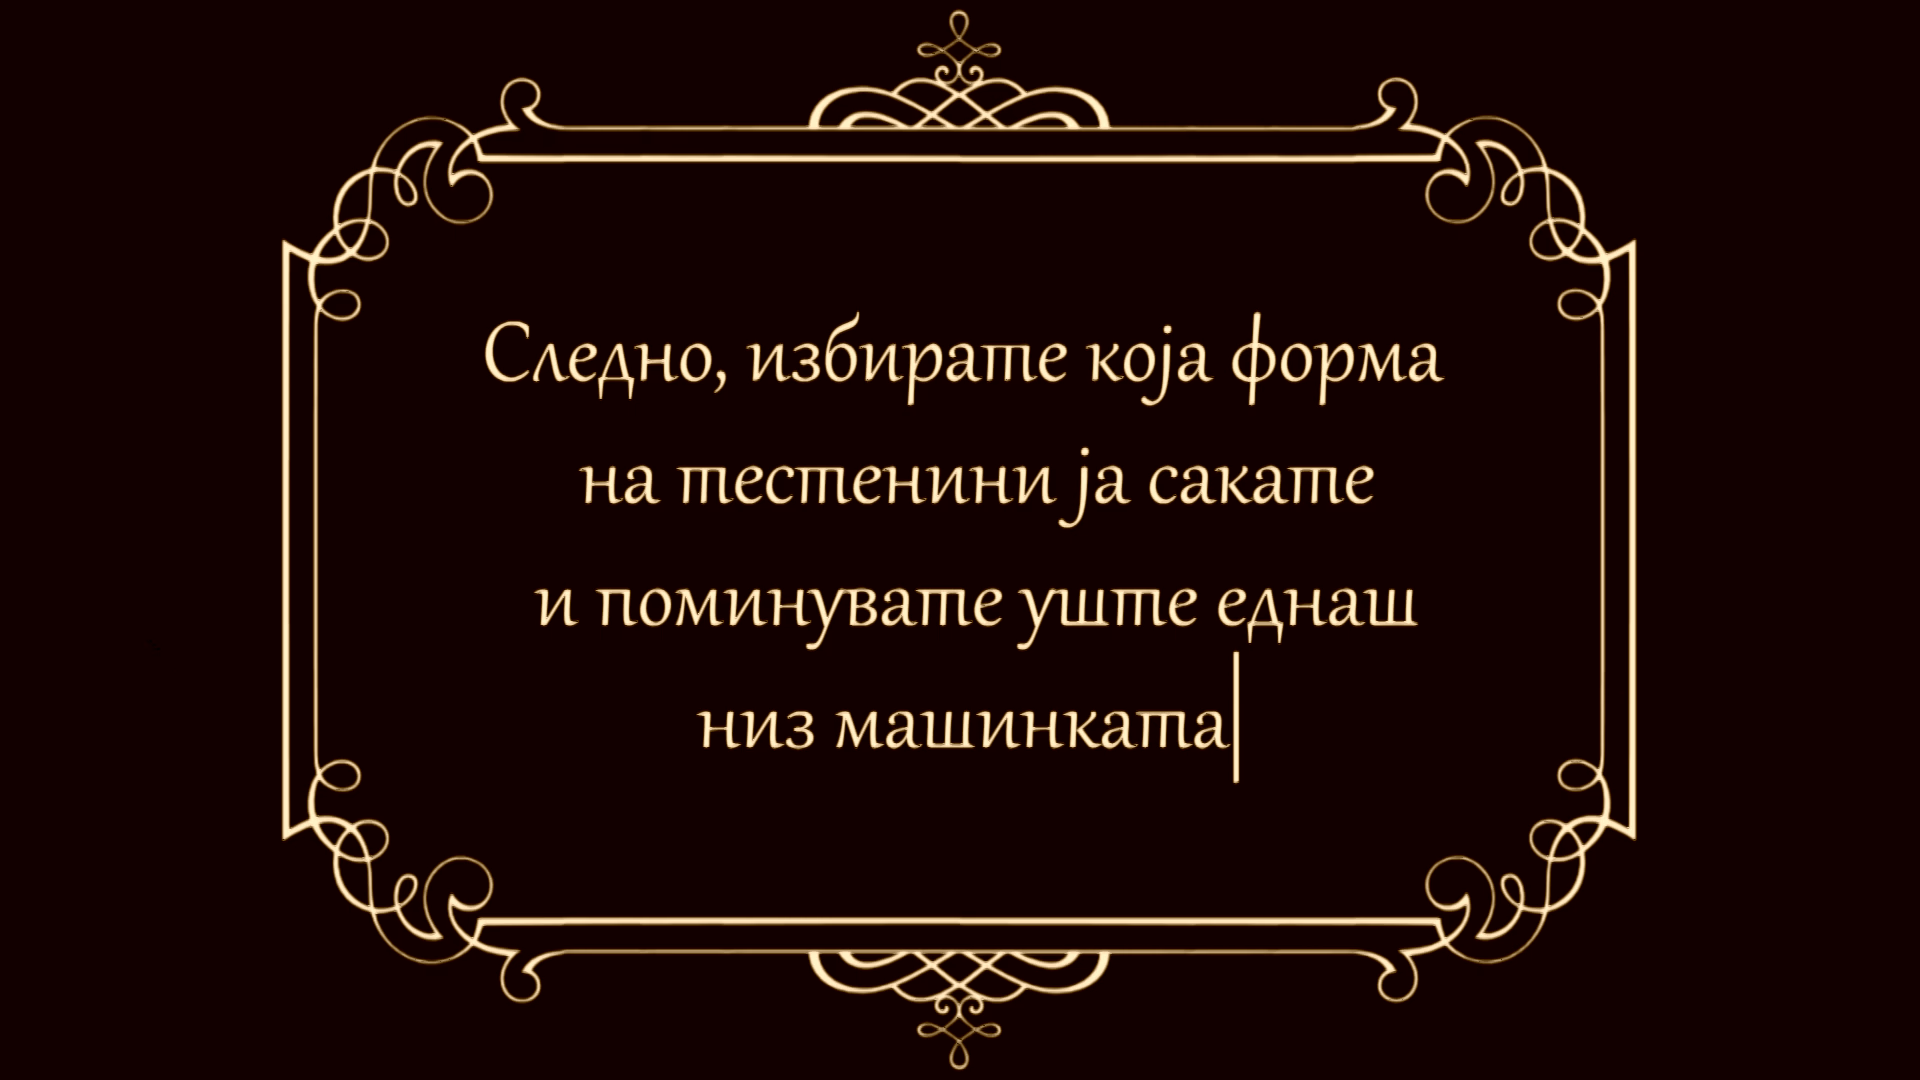 Следно, избирате која форма
на тестенини ја сакате
и поминувате уште еднаш
низ машинката